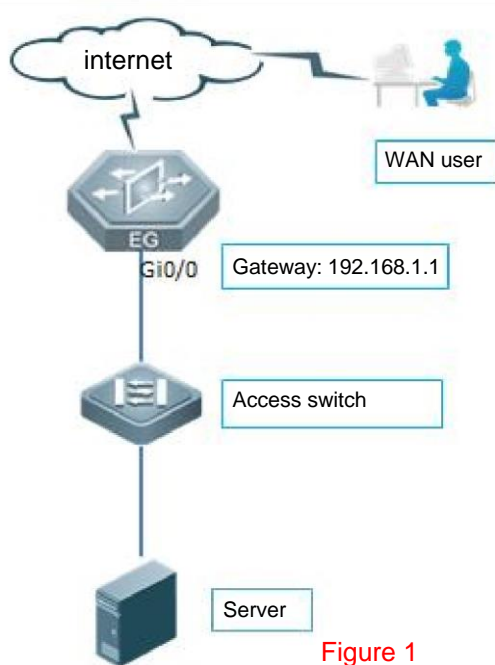 internet
WAN user
EG
Gi0/0
Gateway: 192.168.1.1
Access switch
Server
Figure 1